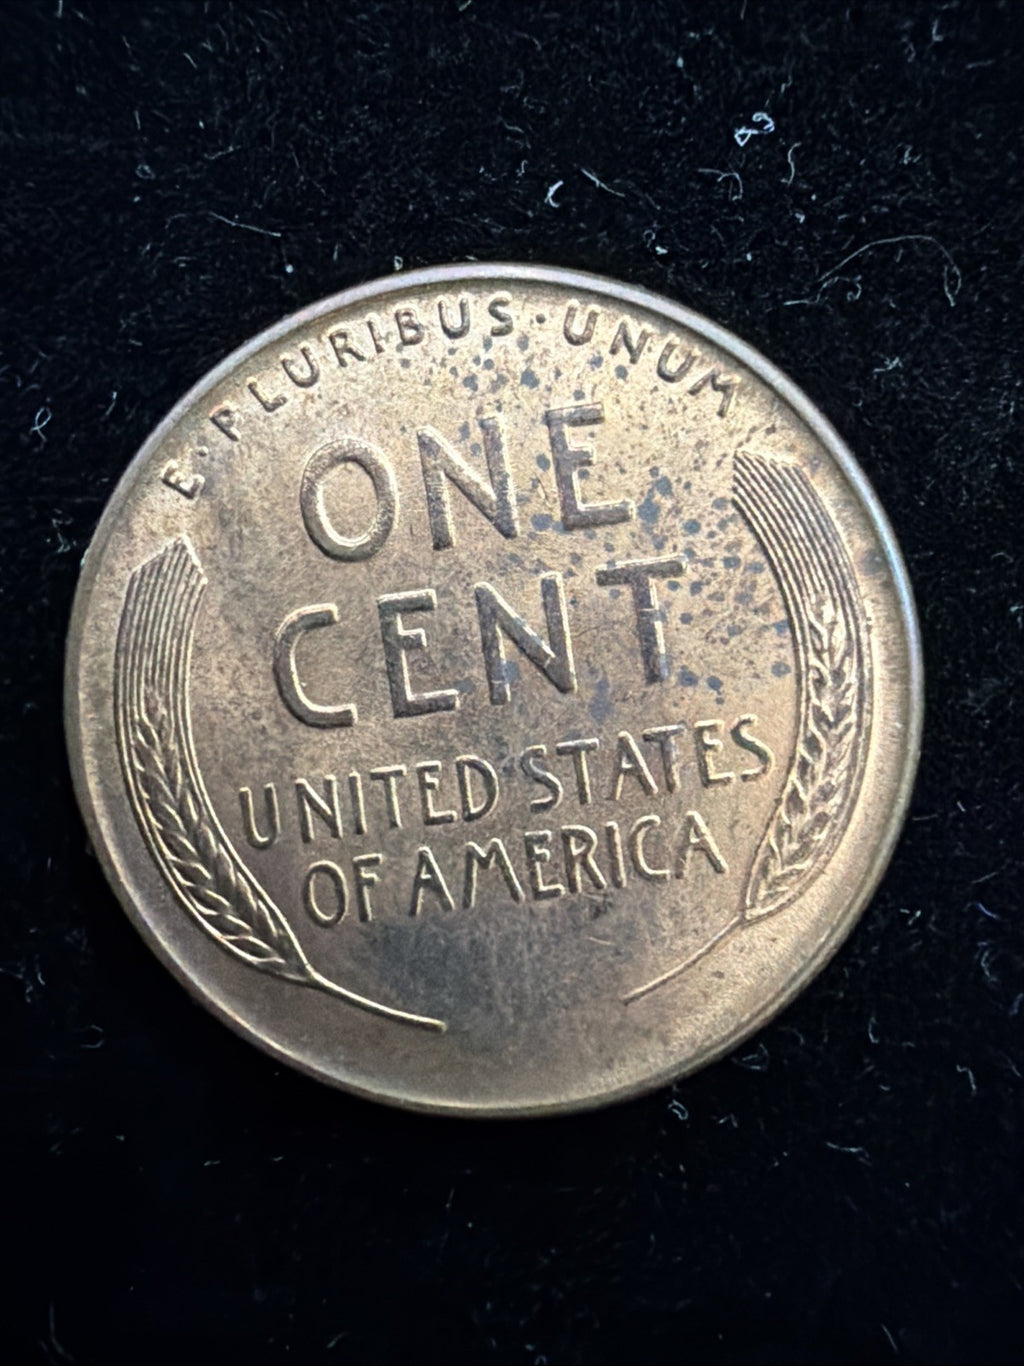 E·PLURIBUS·UNUM
ONE
CENT
UNITED STATES
OF AMERICA